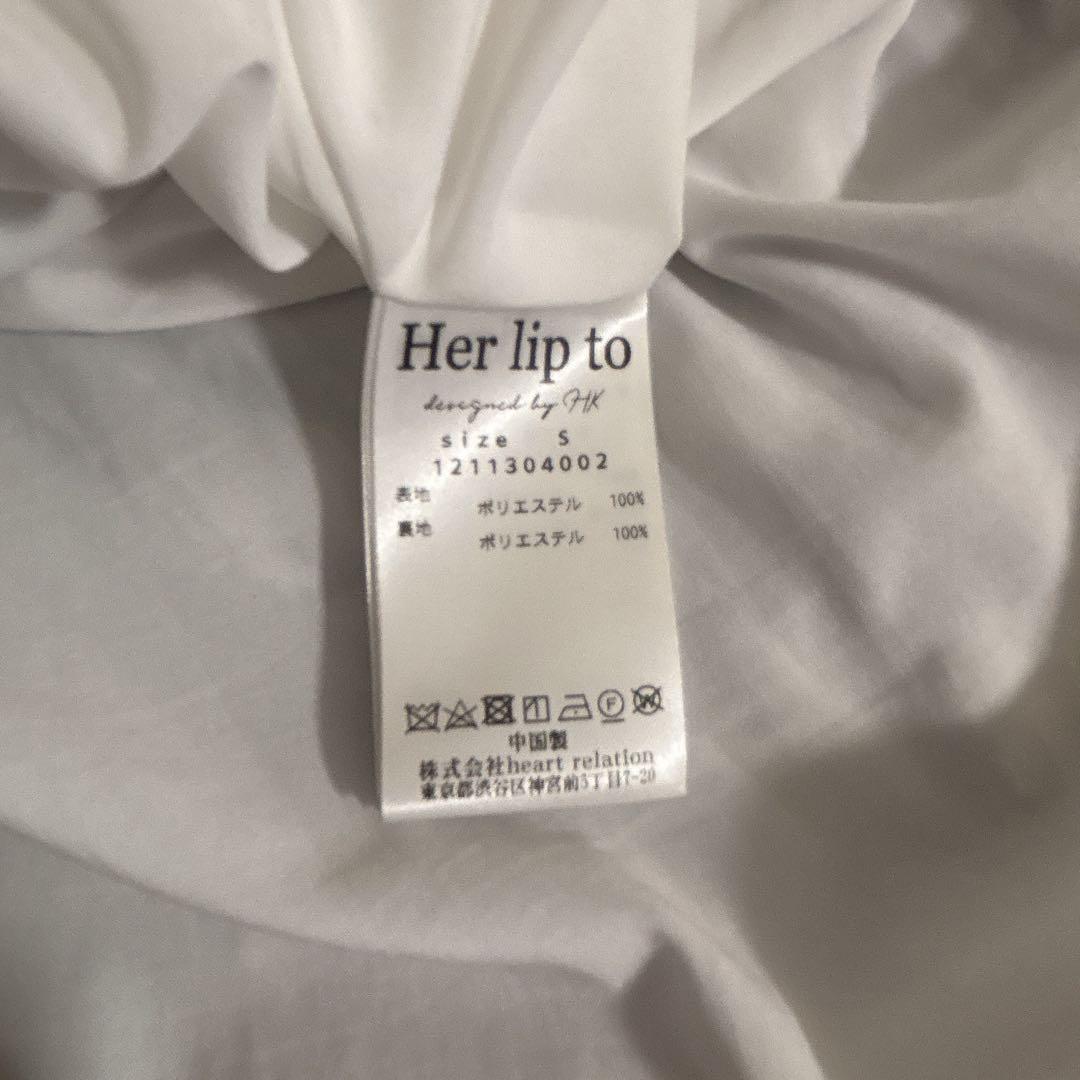 Her lip to
designed by HK
size S
1211304002
表地 ポリエステル 100%
裏地 ポリエステル 100%
中国製
株式会社heart relation
東京都渋谷区神宮前5丁目7-20